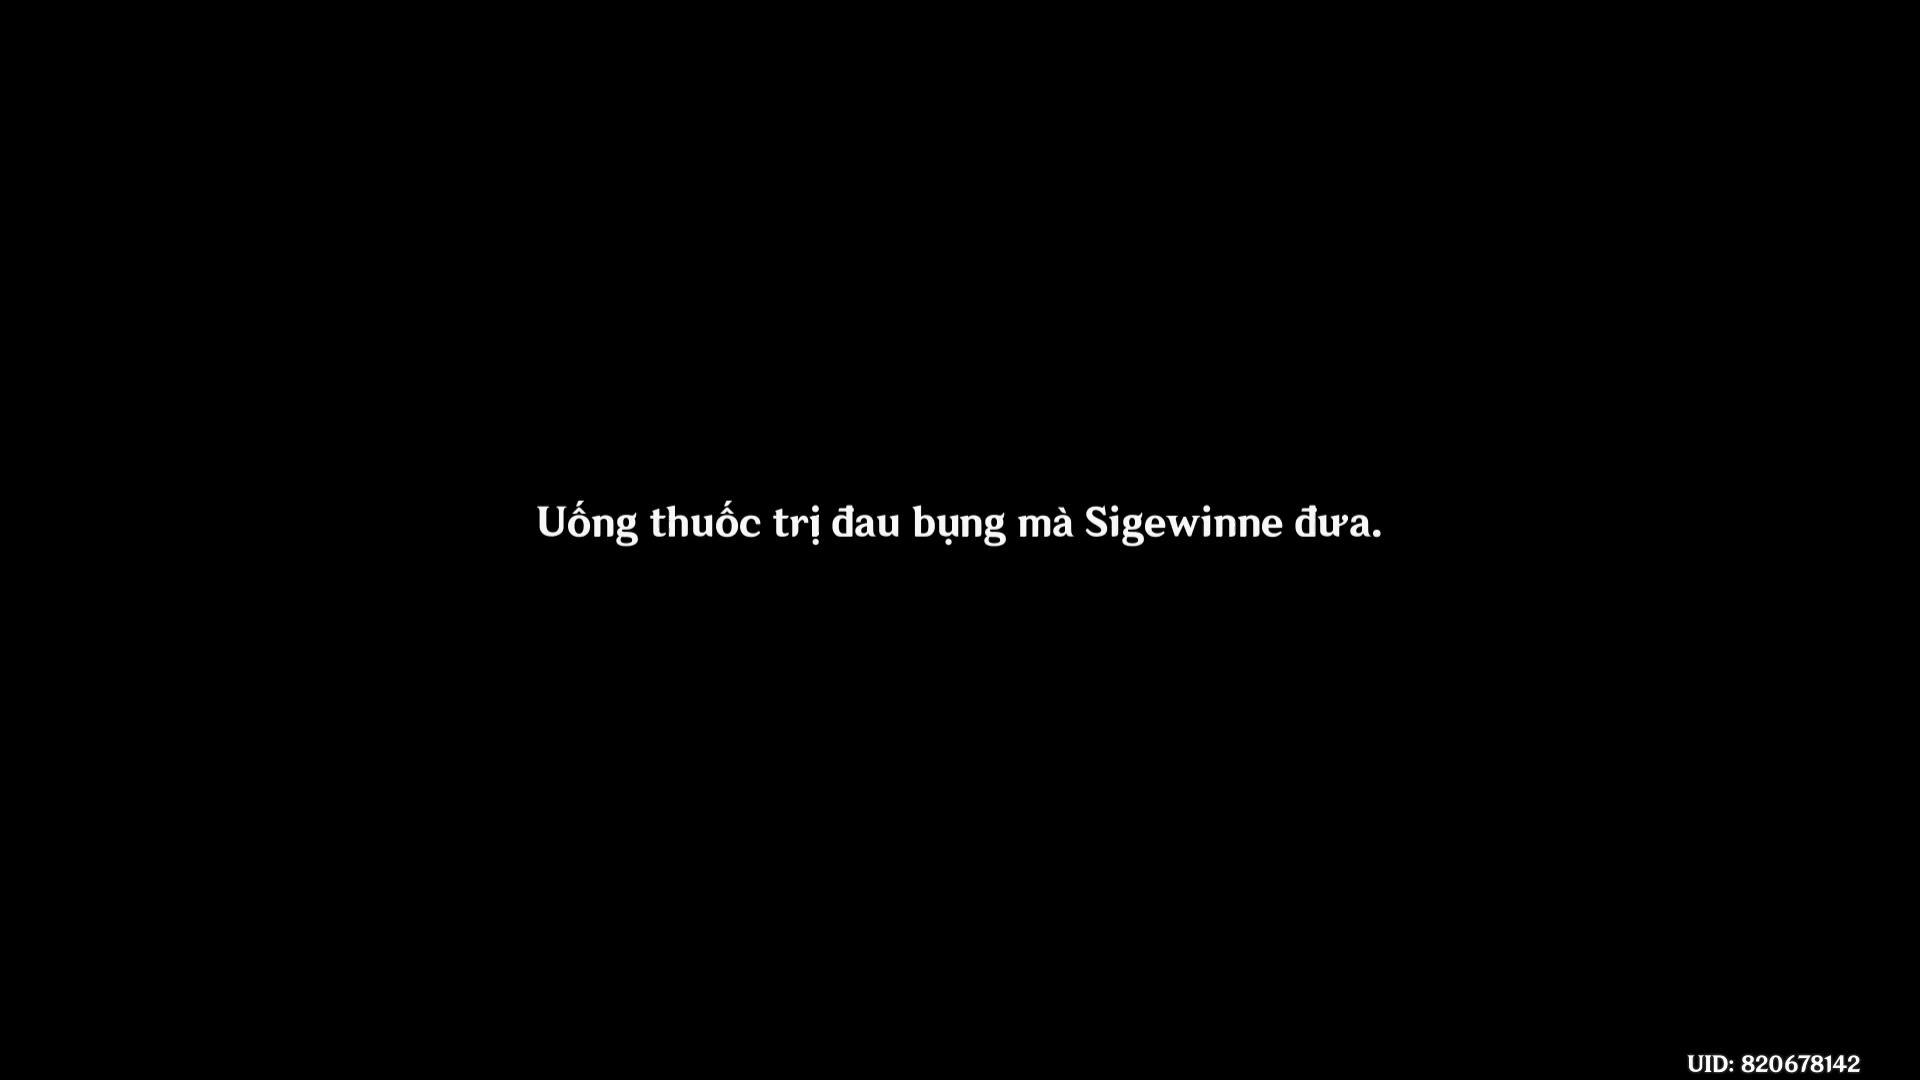 Uống thuốc trị đau bụng mà Sigewinne đưa.
UID: 820678142